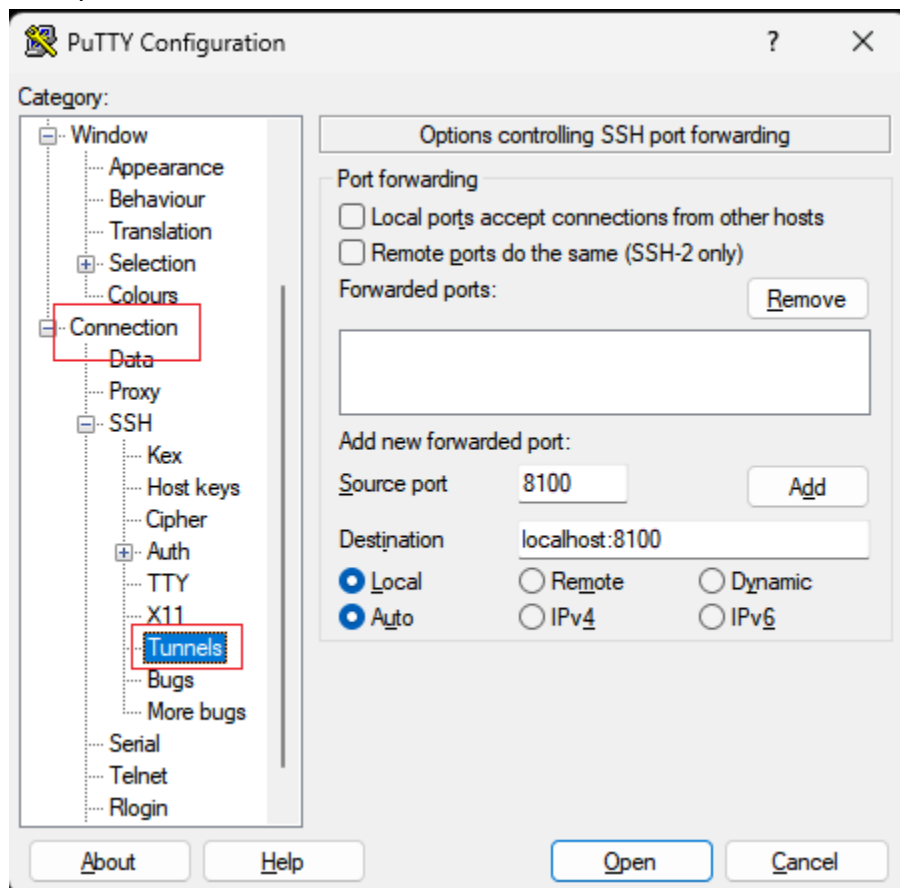 PuTTY Configuration ? ×
Category:
Window
Appearance
Behaviour
Translation
Selection
Colours
Connection
Data
Proxy
SSH
Kex
Host keys
Cipher
Auth
TTY
X11
Tunnels
Bugs
More bugs
Serial
Telnet
Rlogin
Options controlling SSH port forwarding
Port forwarding
Local ports accept connections from other hosts
Remote ports do the same (SSH-2 only)
Forwarded ports:
Remove
Add new forwarded port:
Source port 8100 Add
Destination localhost:8100
Local Remote Dynamic
Auto IPv4 IPv6
About Help Open Cancel